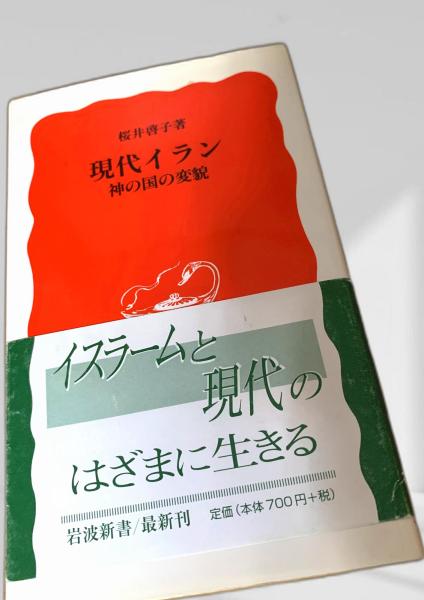 桜井啓子著
現代イラン
神の国の変貌
イスラームと
現代の
はざまに生きる
岩波新書/最新刊 定価(本体700円+税)